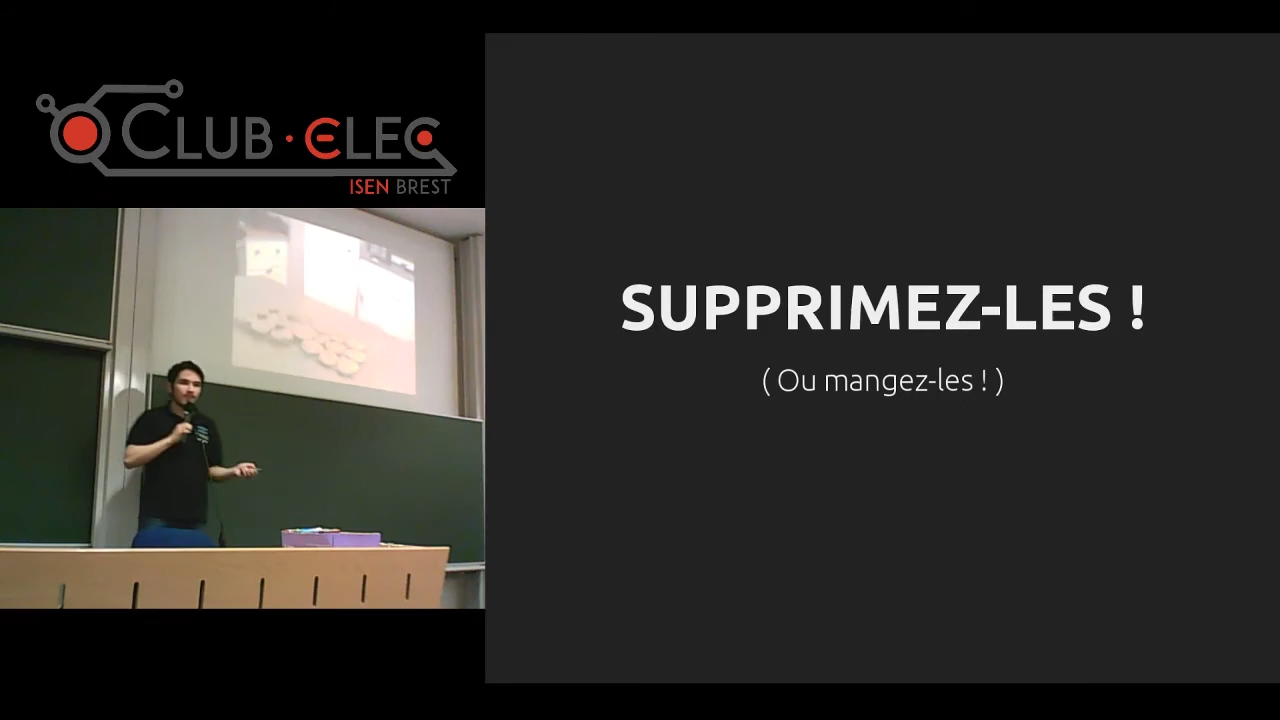 CLUB · ELEC
ISEN BREST
SUPPRIMEZ-LES !
( Ou mangez-les ! )